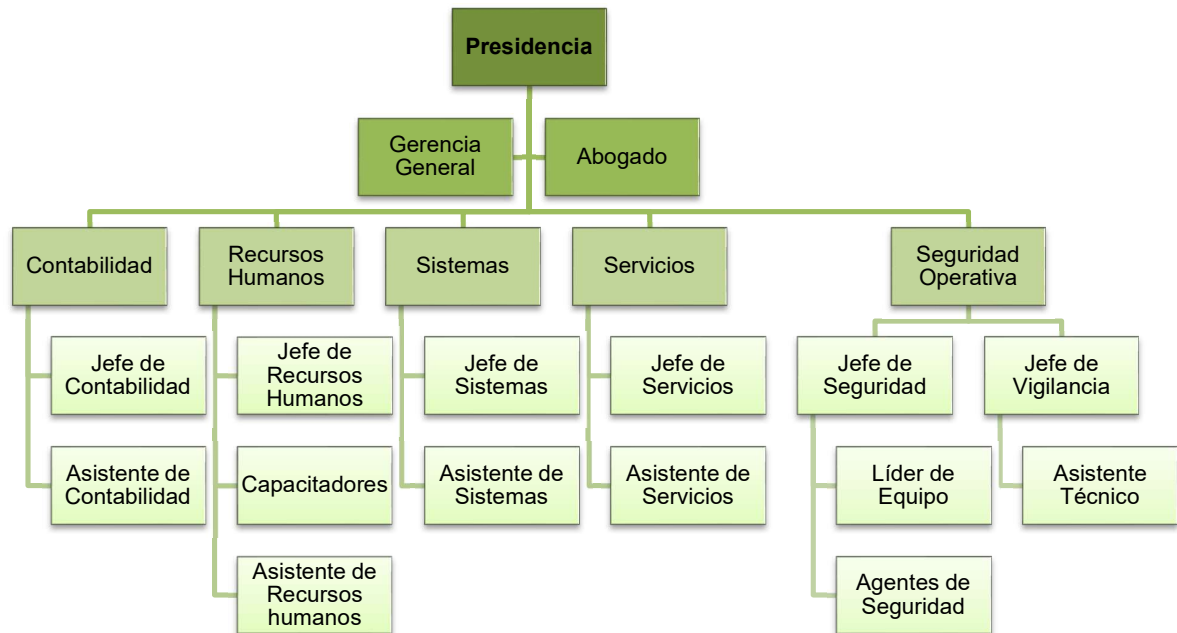 Presidencia
Gerencia
General
Abogado
Contabilidad
Recursos
Humanos
Sistemas
Servicios
Seguridad
Operativa
Jefe de
Contabilidad
Jefe de
Recursos
Humanos
Jefe de
Sistemas
Jefe de
Servicios
Jefe de
Seguridad
Jefe de
Vigilancia
Asistente de
Contabilidad
Capacitadores
Asistente de
Sistemas
Asistente de
Servicios
Líder de
Equipo
Asistente
Técnico
Asistente de
Recursos
humanos
Agentes de
Seguridad